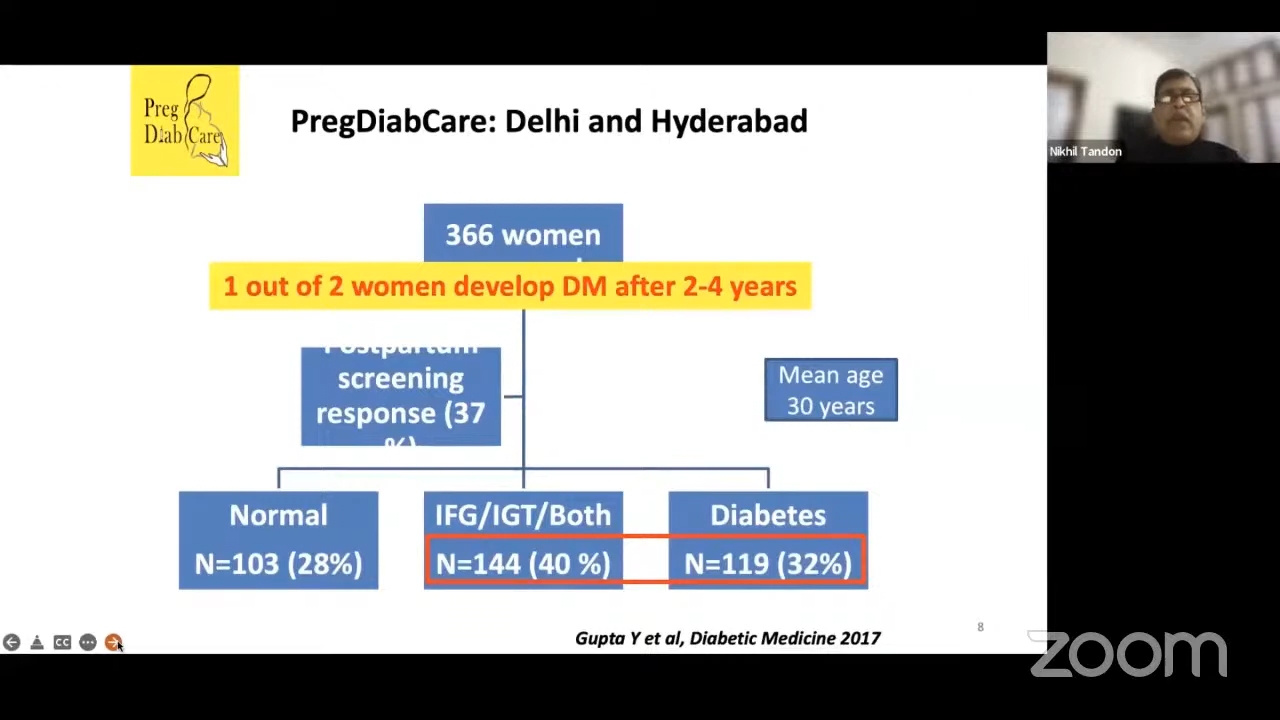 Preg
Diab Care
PregDiabCare: Delhi and Hyderabad
Nikhil Tandon
366 women
1 out of 2 women develop DM after 2-4 years
Postpartum
screening
response (37
%)
Mean age
30 years
Normal
N=103 (28%)
IFG/IGT/Both
N=144 (40 %)
Diabetes
N=119 (32%)
Gupta Y et al, Diabetic Medicine 2017
8
CC
zoom